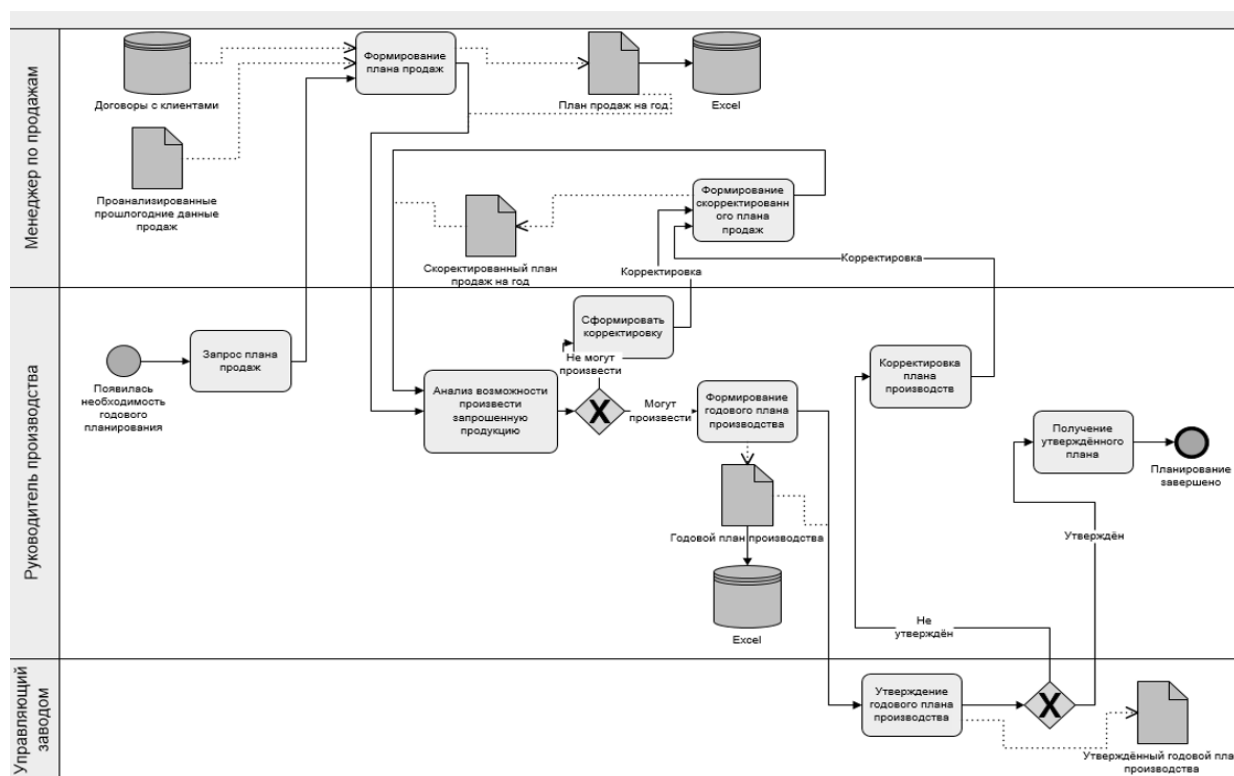 Менеджер по продажам
Договоры с клиентами
Формирование
плана продаж
План продаж на год
Excel
Проанализированные
прошлогодние данные
продаж
Скоректированный план
продаж на год
Формирование
скорректированн
ого плана
продаж
Корректировка
Корректировка
Руководитель производства
Появилась
необходимость
годового
планирования
Запрос плана
продаж
Сформировать
корректировку
Не могут
произвести
Анализ возможности
произвести
запрошенную
продукцию
X
Могут
произвести
Формирование
годового плана
производства
Годовой план производства
Excel
Корректировка
плана
производств
Получение
утверждённого
плана
Планирование
завершено
Утверждён
Не
утверждён
Управляющий
заводом
Утверждение
годового плана
производства
X
Утверждённый годовой пла
производства